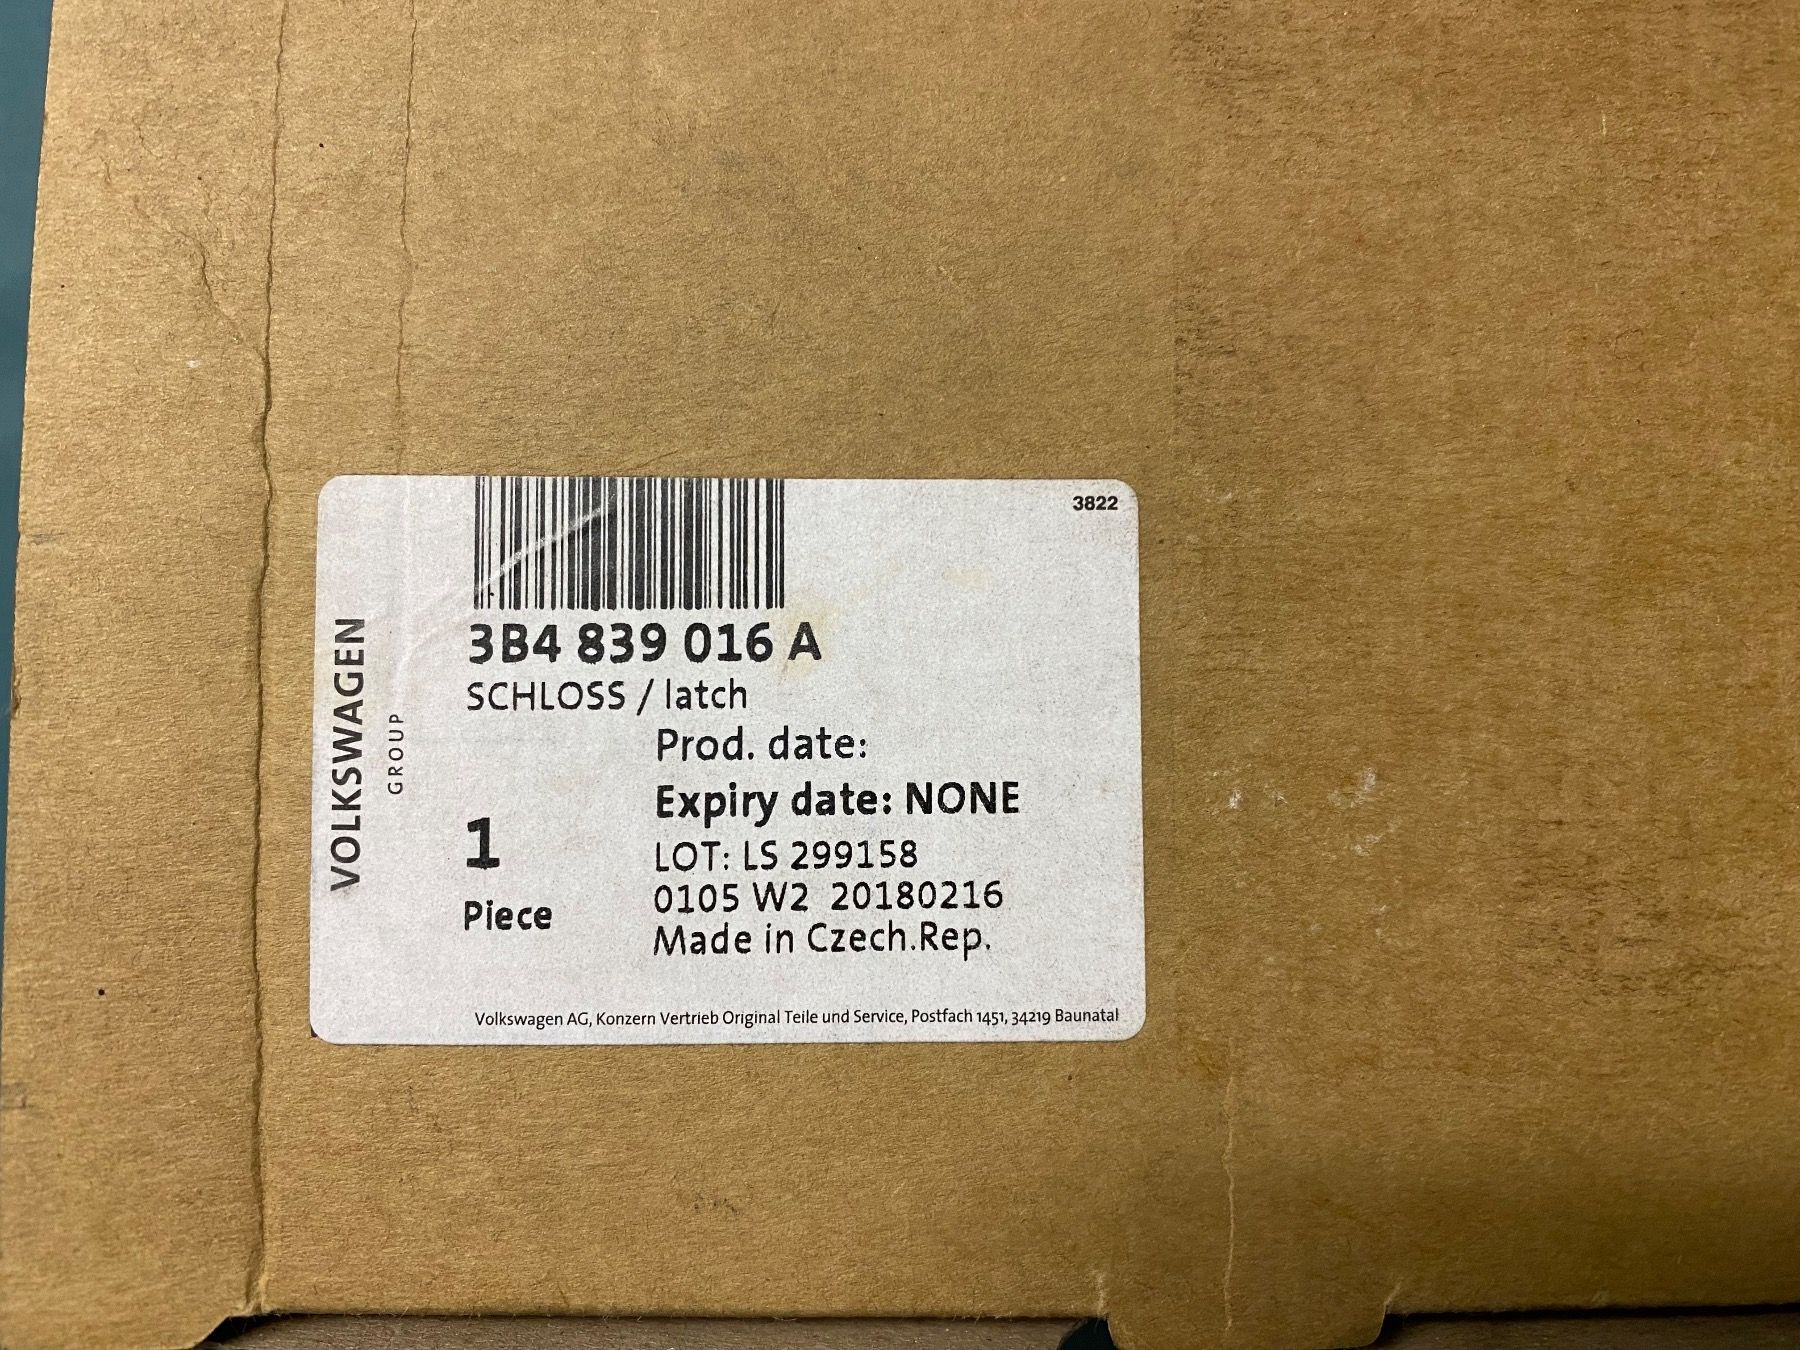 3822
3B4 839 016 A
SCHLOSS / latch
Prod. date:
Expiry date: NONE
1
Piece
LOT: LS 299158
0105 W2 20180216
Made in Czech.Rep.
VOLKSWAGEN
GROUP
Volkswagen AG, Konzern Vertrieb Original Teile und Service, Postfach 1451, 34219 Baunatal